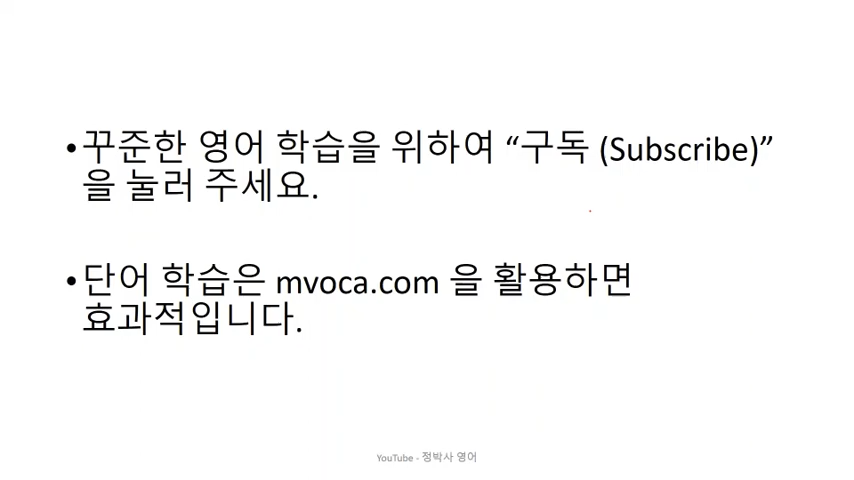 •꾸준한 영어 학습을 위하여 “구독 (Subscribe)”
을 눌러 주세요.
•단어 학습은 mvoca.com 을 활용하면
효과적입니다.
YouTube - 정박사 영어